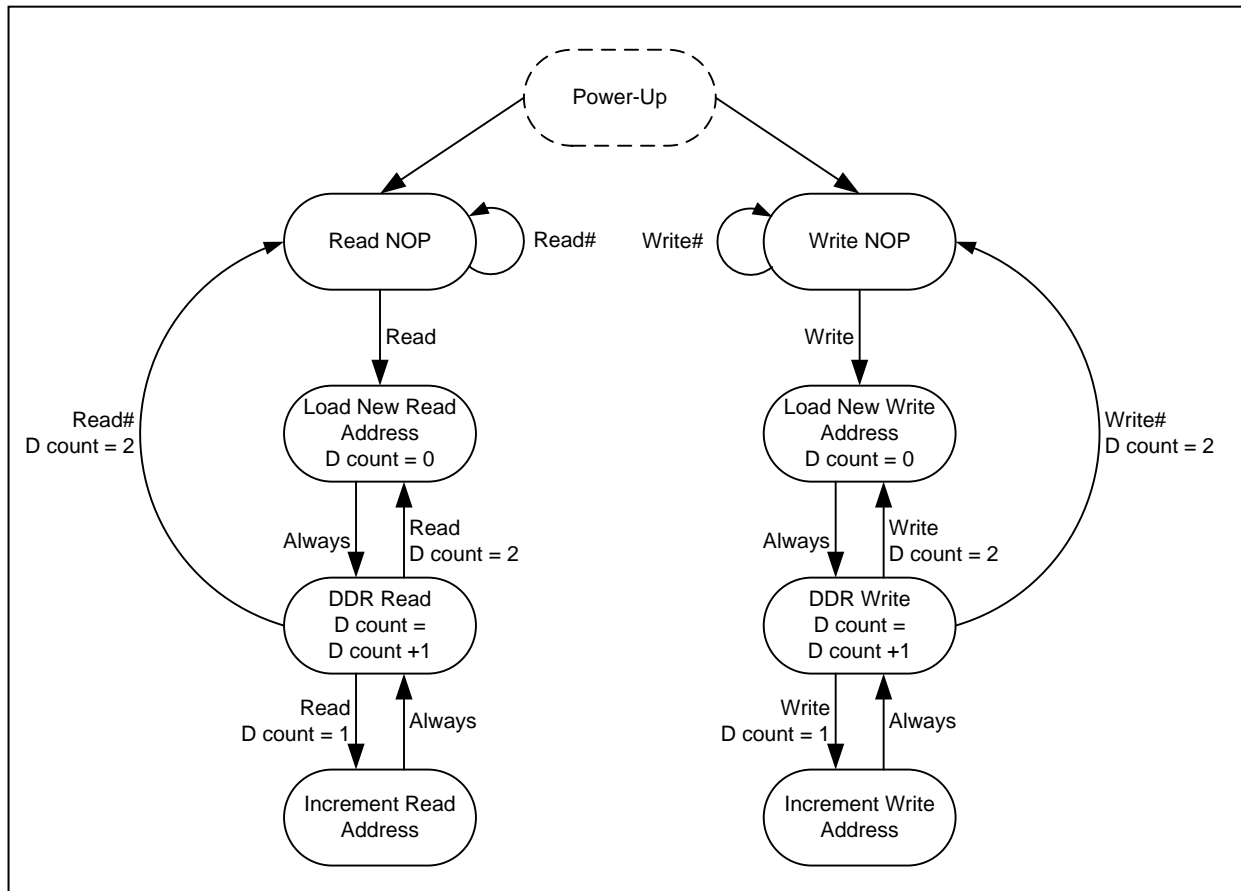 Power-Up
Read NOP
Read#
Write#
Write NOP
Read
Write
Load New Read
Address
D count = 0
Load New Write
Address
D count = 0
Read#
D count = 2
Write#
D count = 2
Always
Read
D count = 2
Always
Write
D count = 2
DDR Read
D count =
D count +1
DDR Write
D count =
D count +1
Read
D count = 1
Always
Write
D count = 1
Always
Increment Read
Address
Increment Write
Address